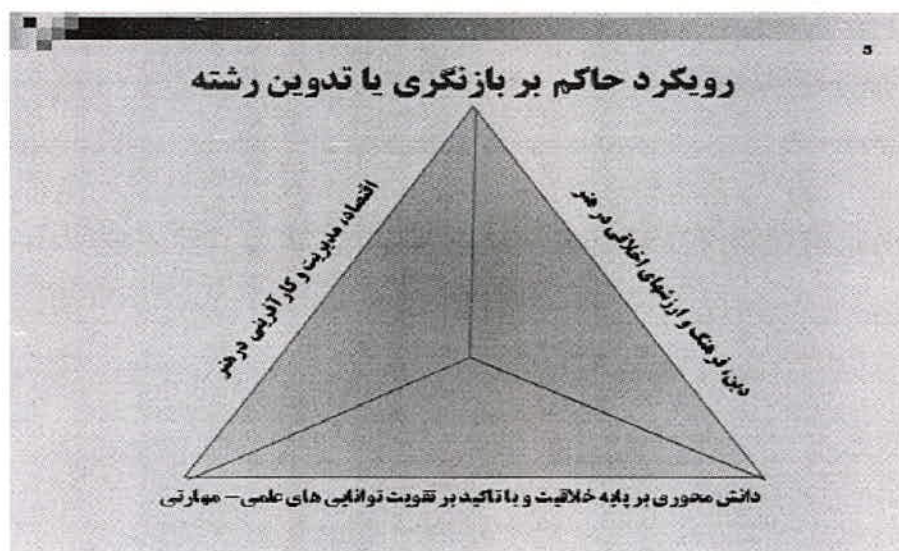 5
رویکرد حاکم بر بازنگری یا تدوین رشته
دین، فرهنگ و ارزشهای اخلاقی در هنر
اقتصاد، مدیریت و کارآفرینی در هنر
دانش محوری بر پایه خلاقیت و با تاکید بر تقویت توانایی های علمی – مهارتی